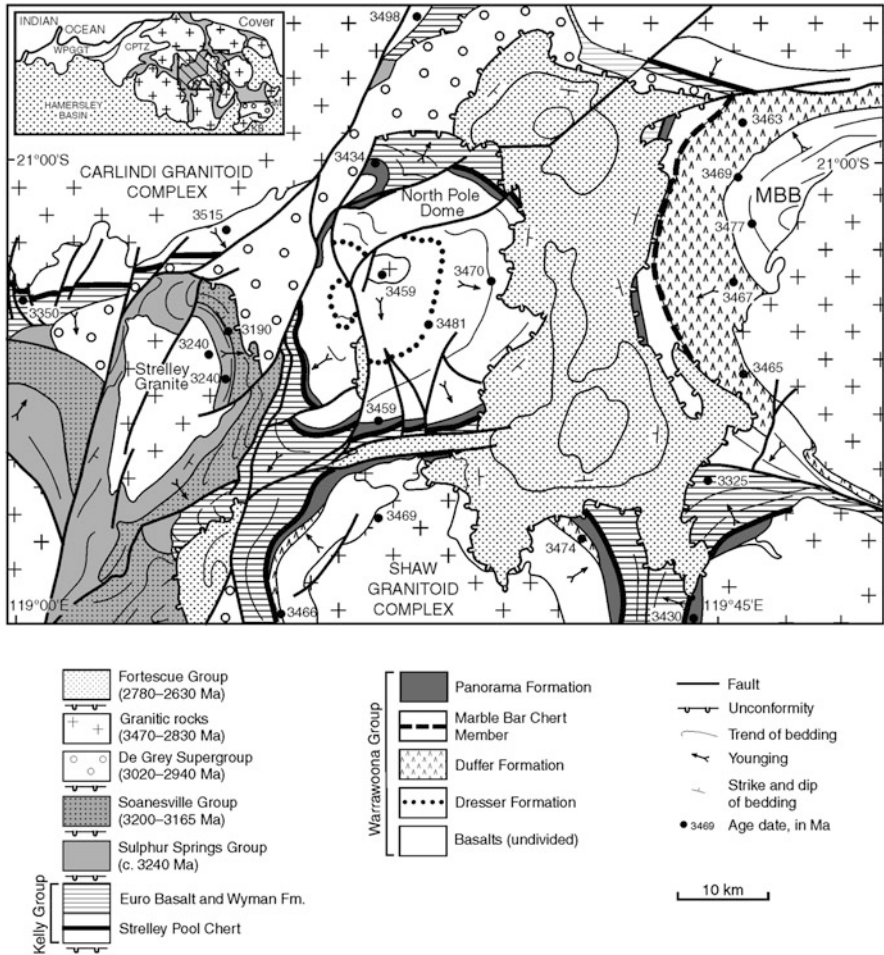 INDIAN
OCEAN
Cover
WPGGT
CPTZ
HAMERSLEY
BASIN
3498
3463
21°00'S
CARLINDI GRANITOID
COMPLEX
3434
North Pole
Dome
3469
MBB
21°00'S
3515
3477
3470
3459
3467
3350
3190
3481
3240
Strelley
Granite
3240
3465
3459
3325
3469
3474
SHAW
GRANITOID
COMPLEX
119°00'E
3466
119°45'E
3430
Fortescue Group
(2780–2630 Ma)
Granitic rocks
(3470–2830 Ma)
De Grey Supergroup
(3020–2940 Ma)
Soanesville Group
(3200–3165 Ma)
Sulphur Springs Group
(c. 3240 Ma)
Kelly Group
Euro Basalt and Wyman Fm.
Strelley Pool Chert
Warrawoona Group
Panorama Formation
Marble Bar Chert
Member
Duffer Formation
Dresser Formation
Basalts (undivided)
Fault
Unconformity
Trend of bedding
Younging
Strike and dip
of bedding
3469 Age date, in Ma
10 km